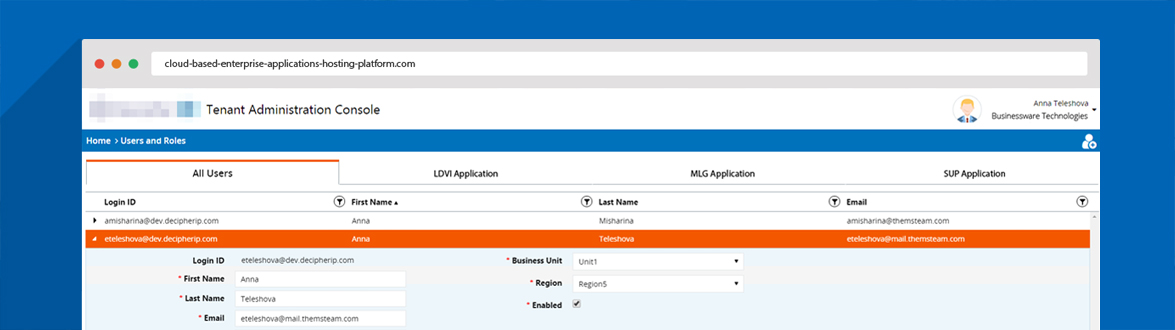 cloud-based-enterprise-applications-hosting-platform.com
Tenant Administration Console
Anna Teleshova
Businessware Technologies
Home > Users and Roles
All Users LDVI Application MLG Application SUP Application
Login ID First Name Last Name Email
amisharina@dev.decipherip.com Anna Misharina amisharina@themsteam.com
eteleshova@dev.decipherip.com Anna Teleshova eteleshova@mail.themsteam.com
Login ID eteleshova@dev.decipherip.com * Business Unit Unit1
* First Name Anna * Region Region5
* Last Name Teleshova * Enabled
* Email eteleshova@mail.themsteam.com